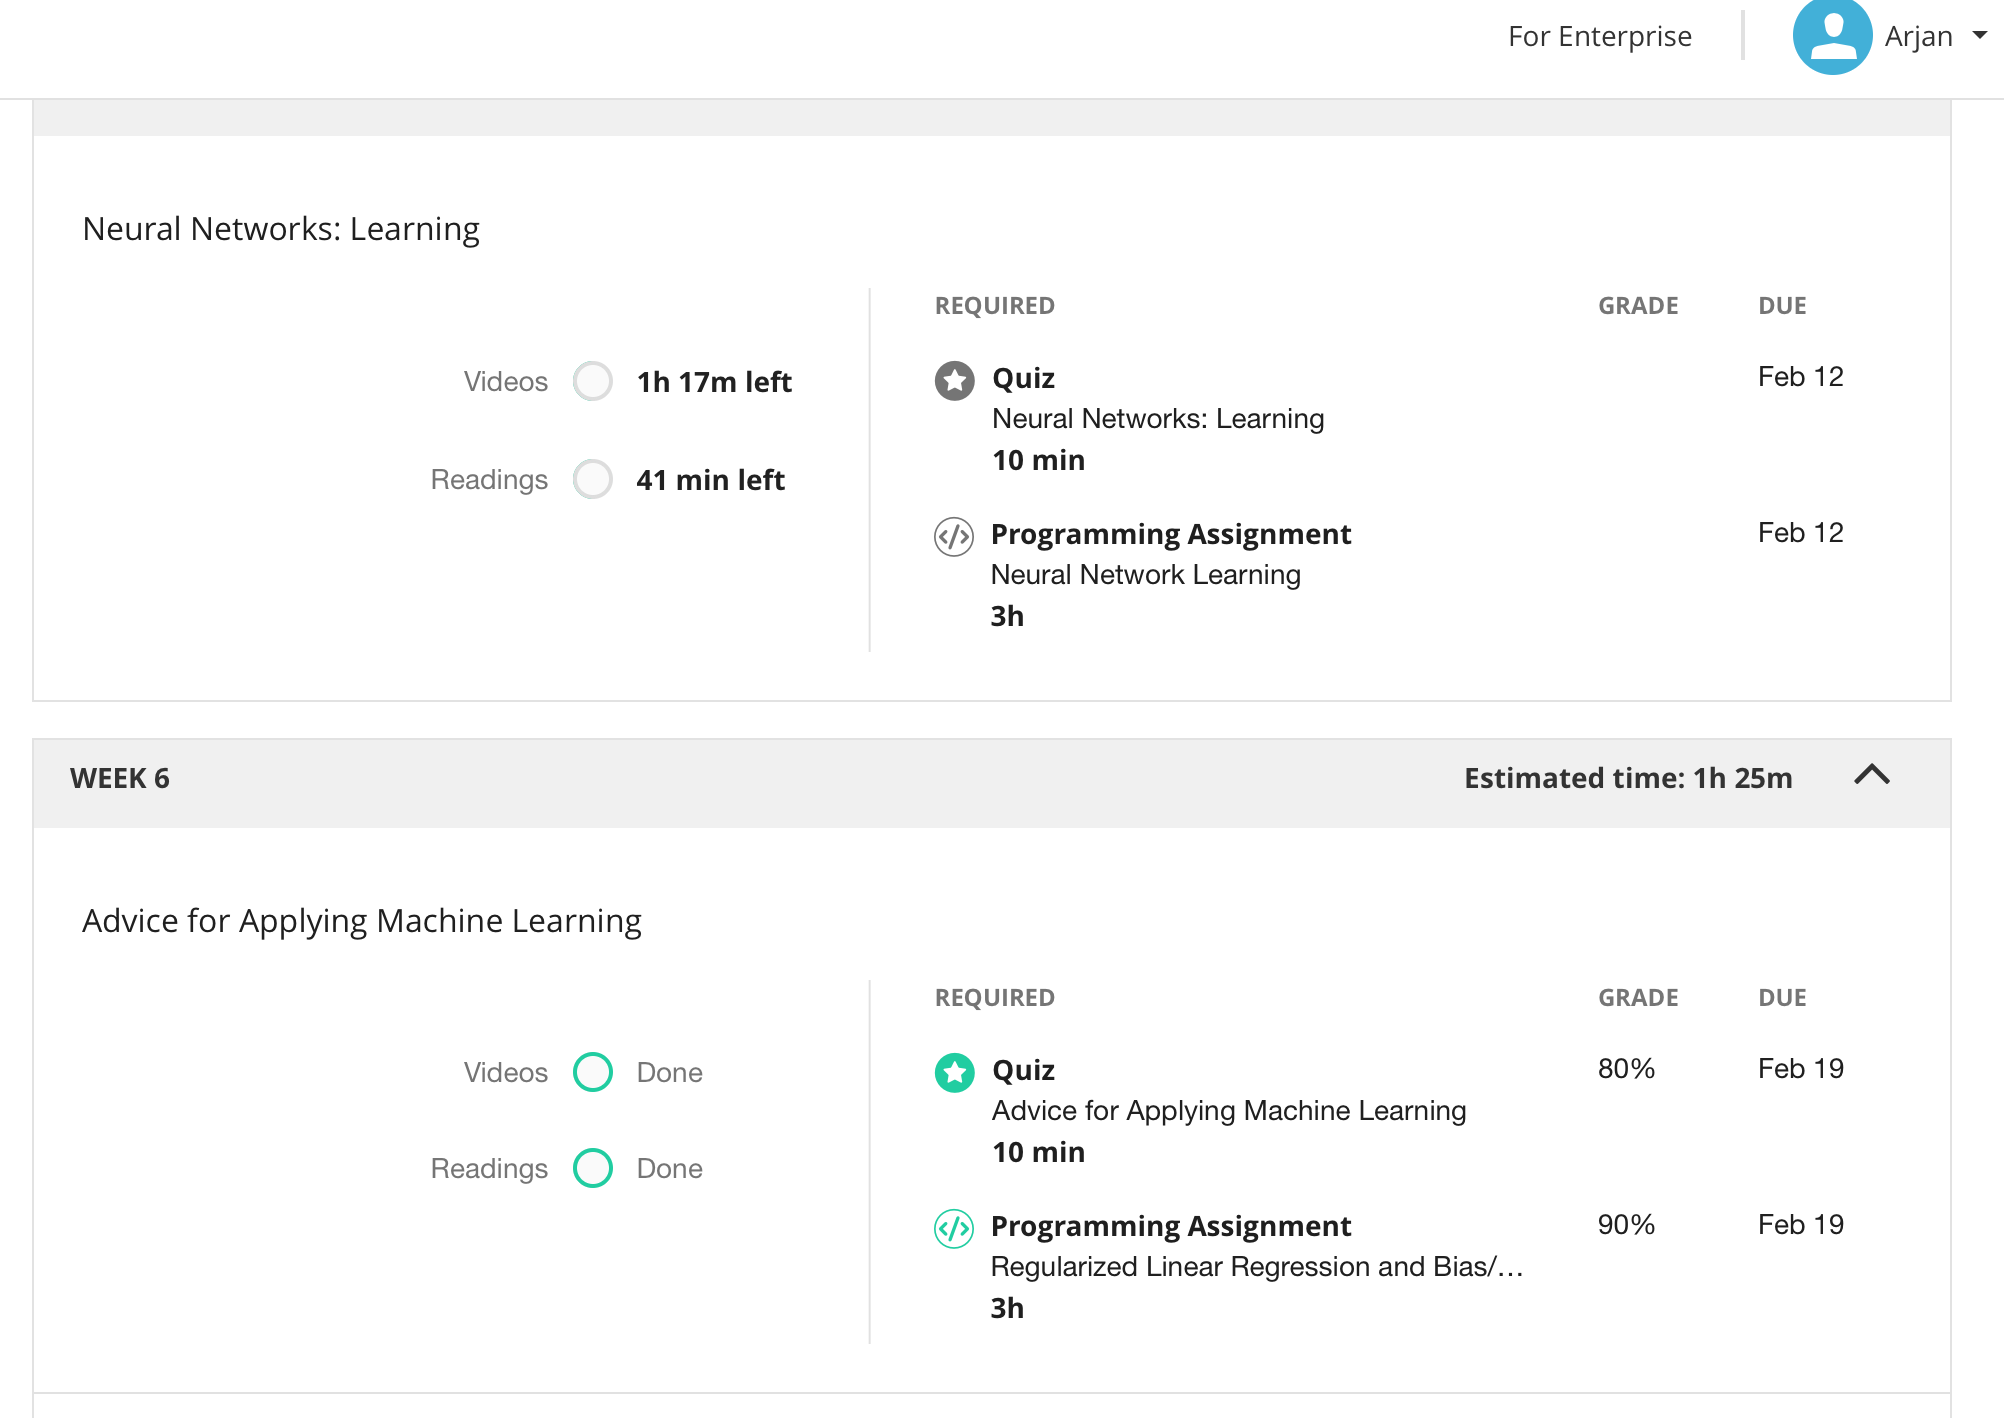 For Enterprise
Arjan
Neural Networks: Learning
REQUIRED GRADE DUE
Videos 1h 17m left
Readings 41 min left
Quiz Feb 12
Neural Networks: Learning
10 min
Programming Assignment Feb 12
Neural Network Learning
3h
WEEK 6 Estimated time: 1h 25m
Advice for Applying Machine Learning
REQUIRED GRADE DUE
Videos Done
Readings Done
Quiz 80% Feb 19
Advice for Applying Machine Learning
10 min
</>
Programming Assignment 90% Feb 19
Regularized Linear Regression and Bias/...
3h